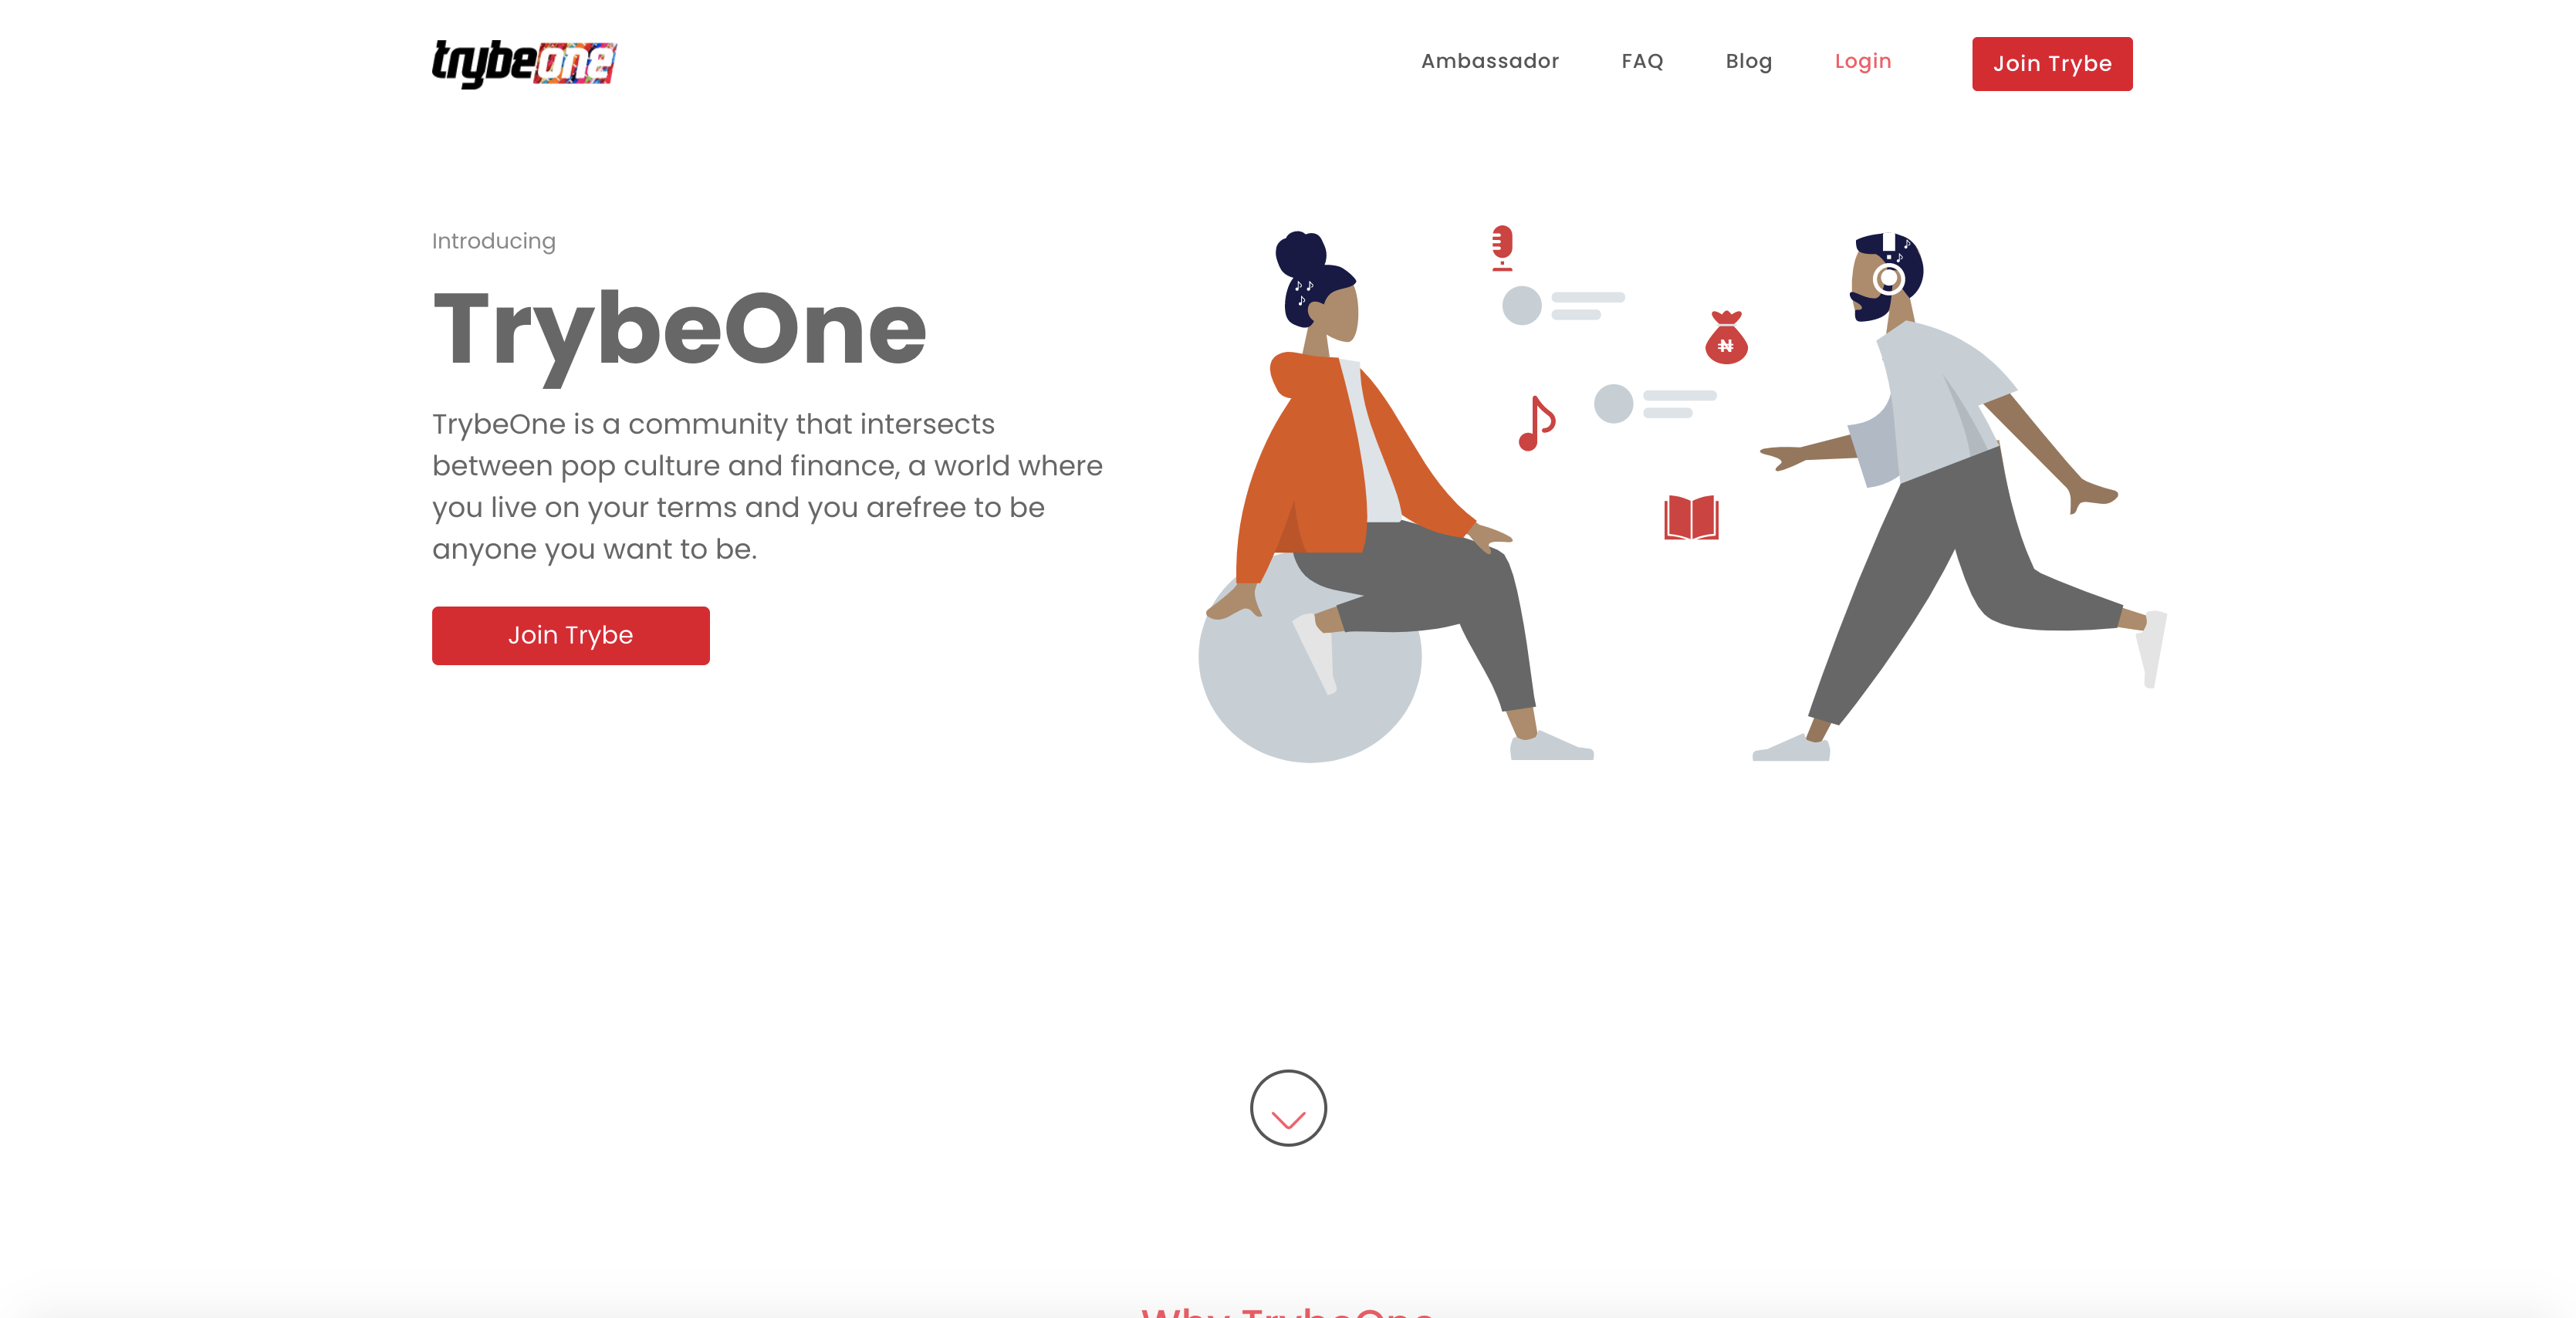 trybeone
Ambassador FAQ Blog Login Join Trybe
Introducing
TrybeOne
TrybeOne is a community that intersects
between pop culture and finance, a world where
you live on your terms and you arefree to be
anyone you want to be.
₦
Join Trybe
Why TrybeOne